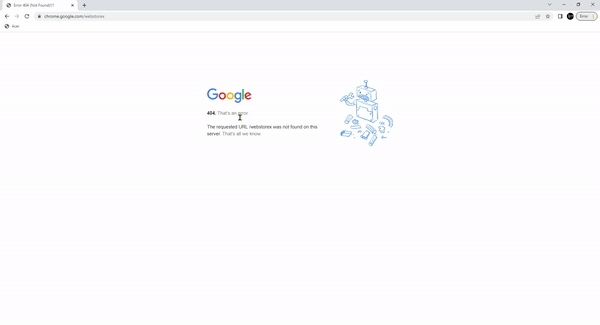 Error 404 (Not Found)!!1
chrome.google.com/webstorex
Error
Google
404. That's an error.
The requested URL /webstorex was not found on this
server. That's all we know.